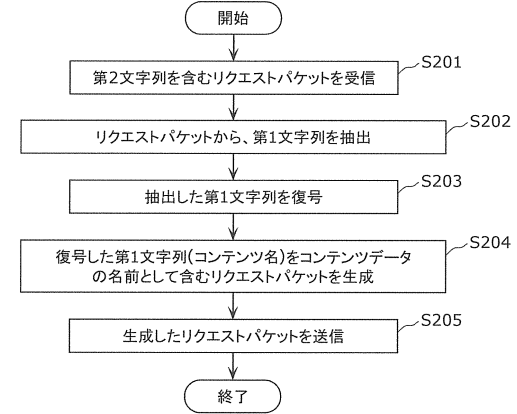 開始
第2文字列を含むリクエストパケットを受信
S201
リクエストパケットから、第1文字列を抽出
S202
抽出した第1文字列を復号
S203
復号した第1文字列(コンテンツ名)をコンテンツデータ
の名前として含むリクエストパケットを生成
S204
生成したリクエストパケットを送信
S205
終了